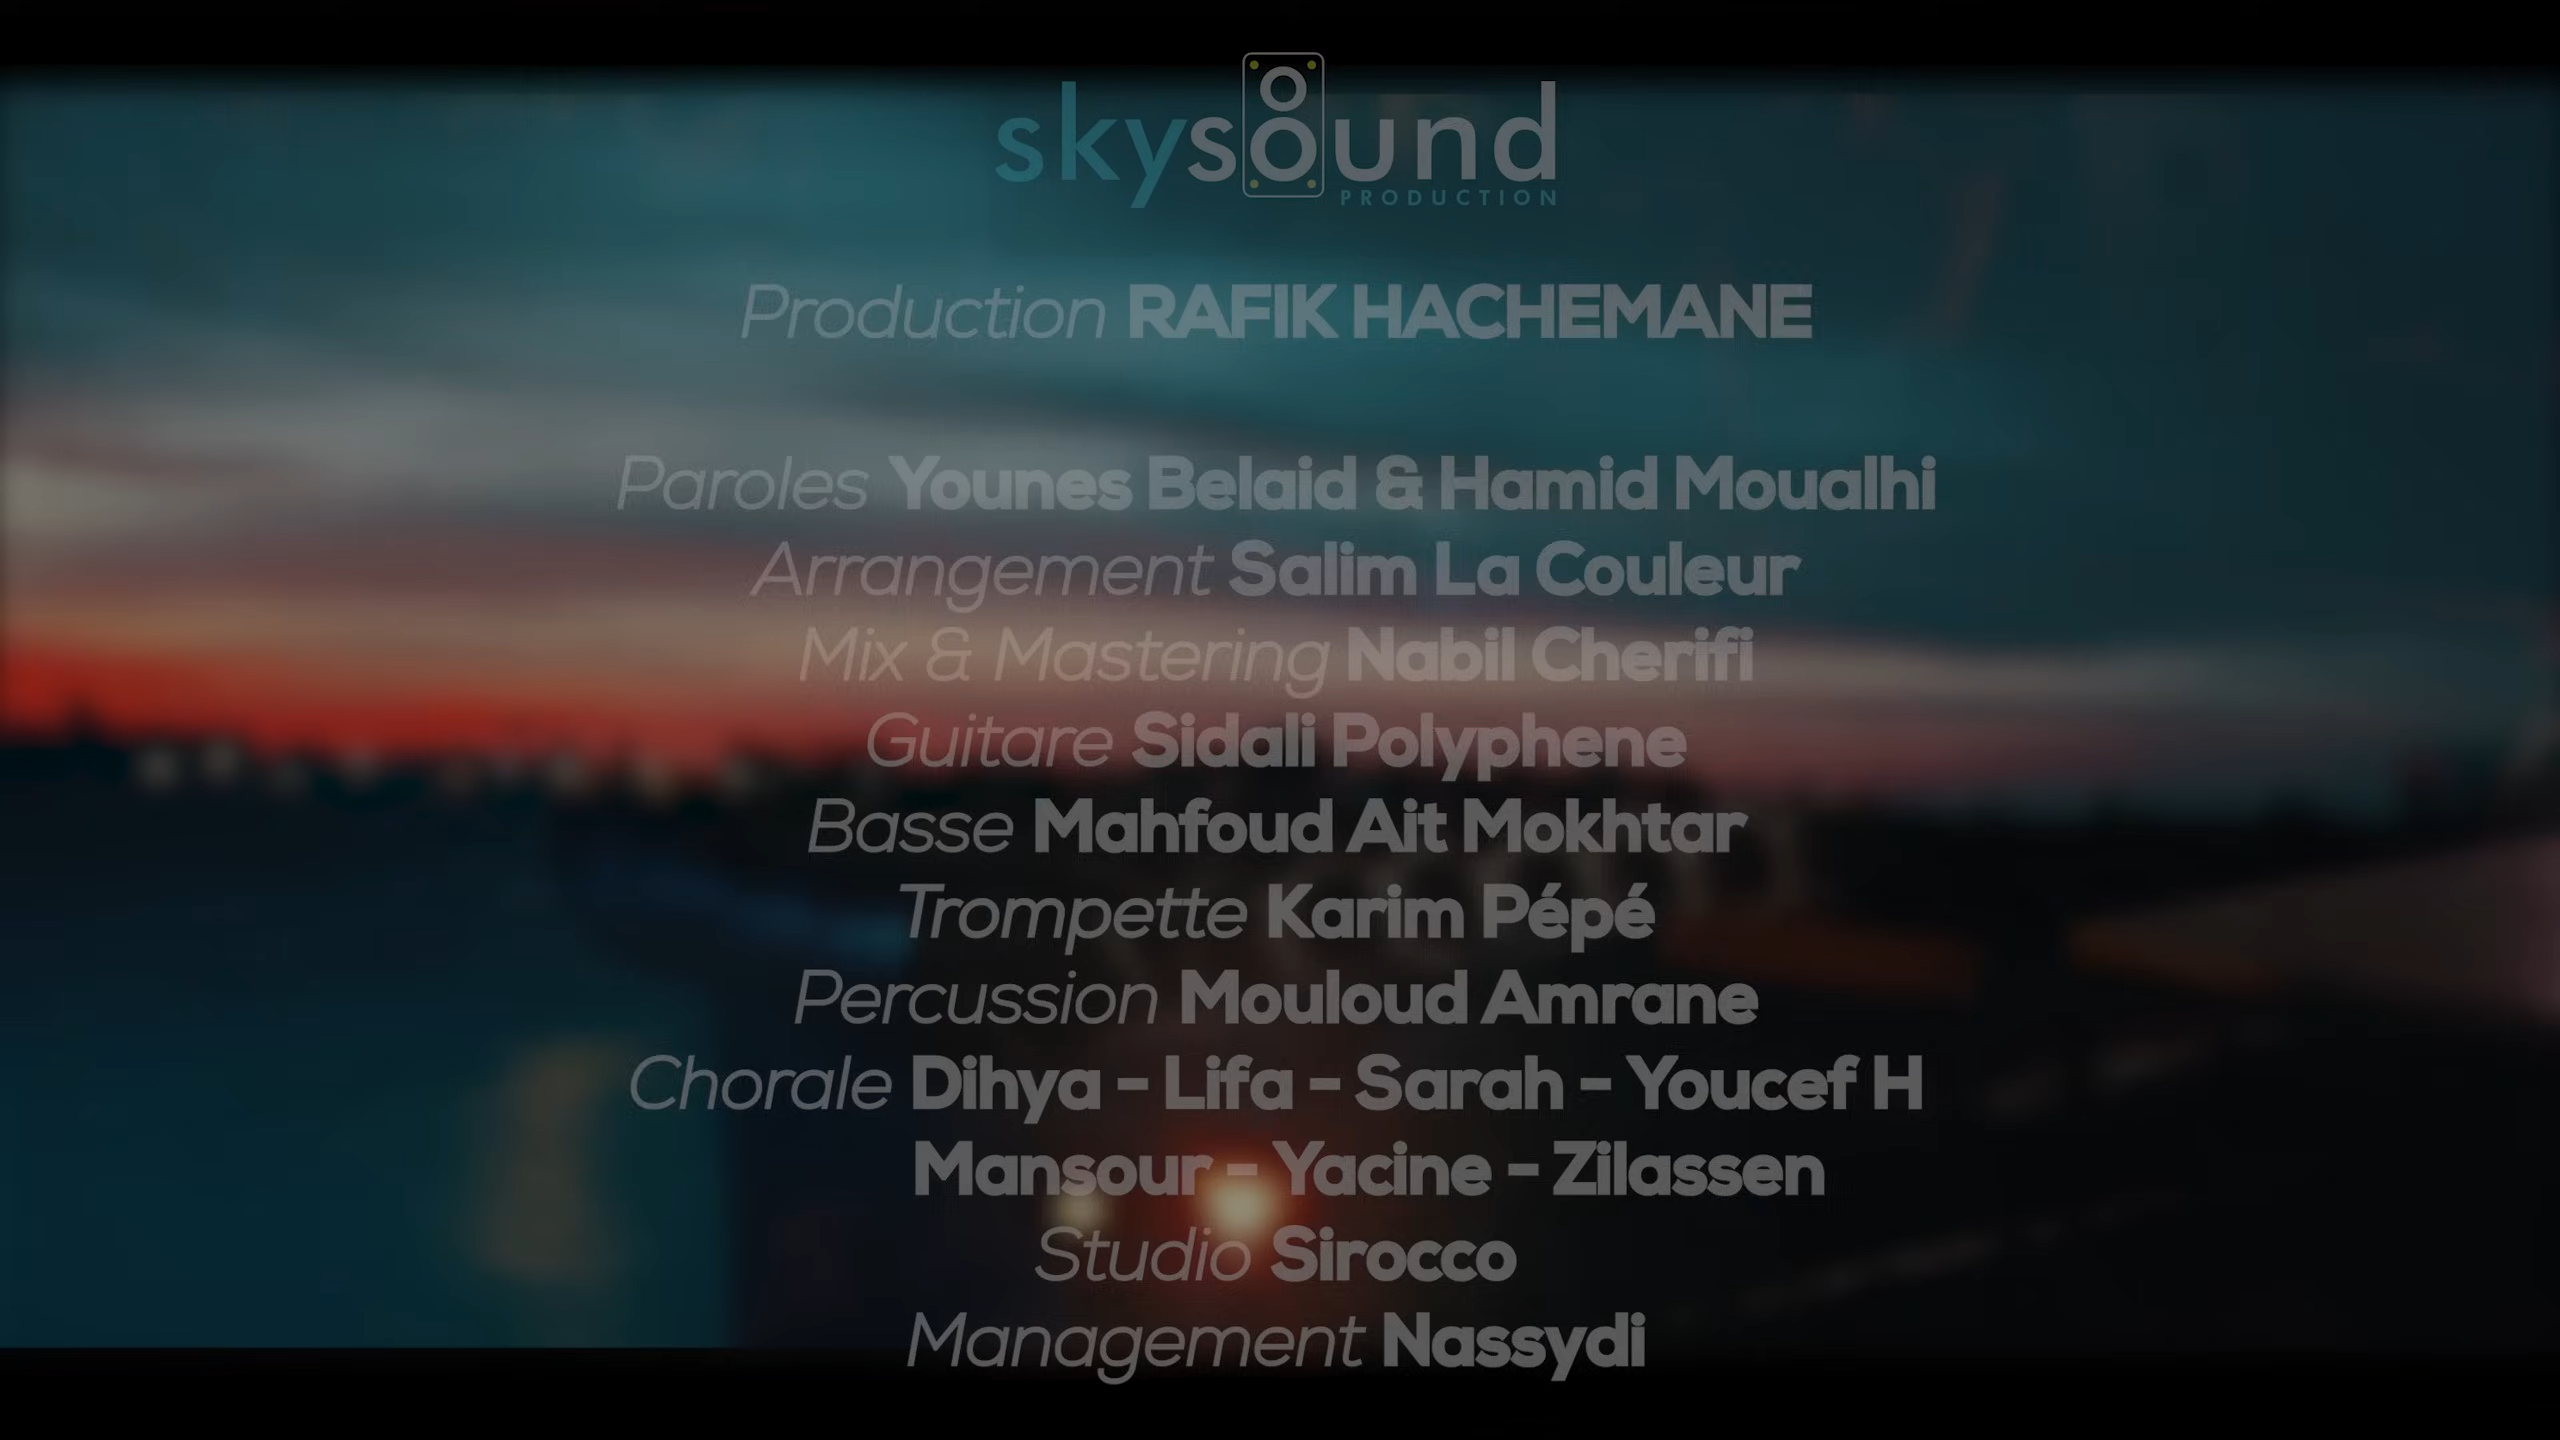 skysound
PRODUCTION
Production RAFIK HACHEMANE
Paroles Younes Belaid & Hamid Moualhi
Arrangement Salim La Couleur
Mix & Mastering Nabil Cherifi
Guitare Sidali Polyphene
Basse Mahfoud Ait Mokhtar
Trompette Karim Pépé
Percussion Mouloud Amrane
Chorale Dihya - Lifa - Sarah - Youcef H
Mansour - Yacine - Zilassen
Studio Sirocco
Management Nassydi